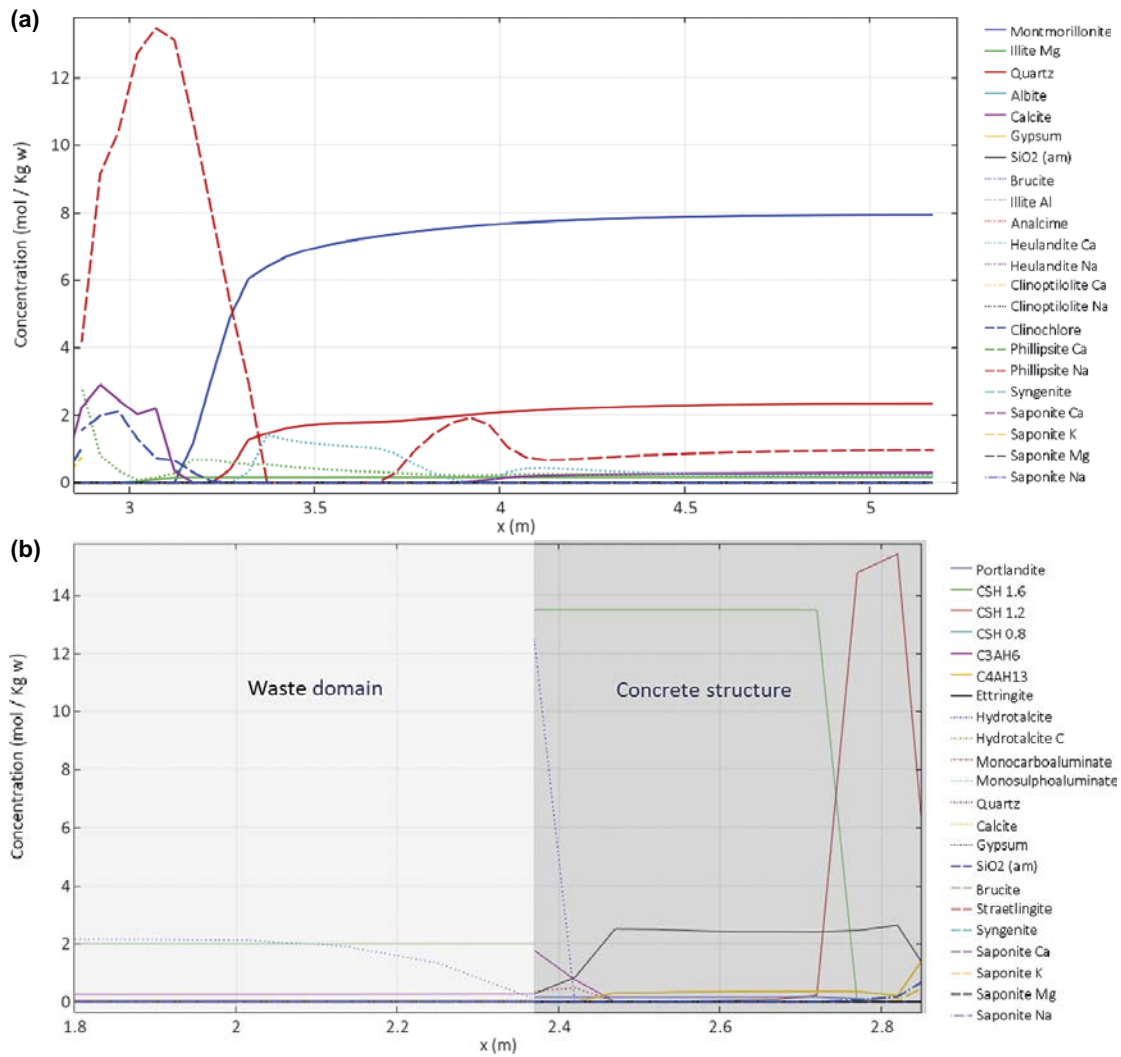 (a)
Concentration (mol / Kg w)
12
10
8
6
4
2
0
3
3.5
4
4.5
5
x (m)
Montmorillonite
Illite Mg
Quartz
Albite
Calcite
Gypsum
SiO2 (am)
Brucite
Illite Al
Analcime
Heulandite Ca
Heulandite Na
Clinoptilolite Ca
Clinoptilolite Na
Clinochlore
Phillipsite Ca
Phillipsite Na
Syngenite
Saponite Ca
Saponite K
Saponite Mg
Saponite Na
(b)
Concentration (mol / Kg w)
14
12
10
8
6
4
2
0
Waste domain
Concrete structure
1.8
2
2.2
2.4
2.6
2.8
x (m)
Portlandite
CSH 1.6
CSH 1.2
CSH 0.8
C3AH6
C4AH13
Ettringite
Hydrotalcite
Hydrotalcite C
Monocarboaluminate
Monosulphoaluminate
Quartz
Calcite
Gypsum
SiO2 (am)
Brucite
Straetlingite
Syngenite
Saponite Ca
Saponite K
Saponite Mg
Saponite Na